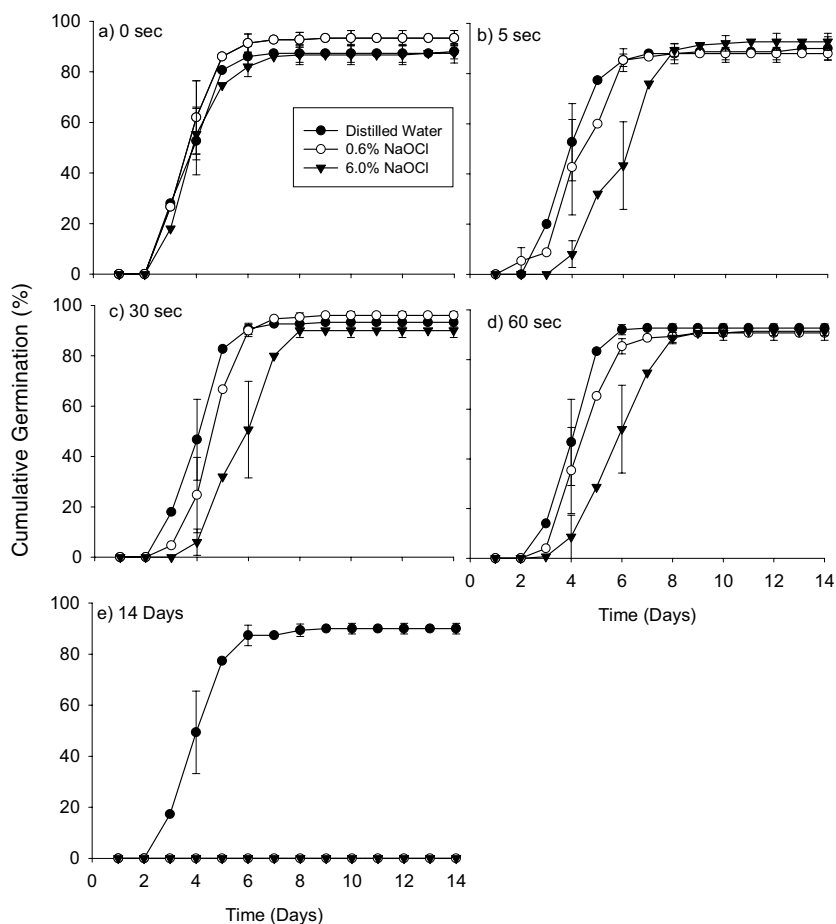 100
a) 0 sec
b) 5 sec
80
60
Distilled Water
0.6% NaOCl
6.0% NaOCl
40
20
0
Cumulative Germination (%)
100
c) 30 sec
d) 60 sec
80
60
40
20
0
0 2 4 6 8 10 12 14
Time (Days)
100
e) 14 Days
80
60
40
20
0
0 2 4 6 8 10 12 14
Time (Days)